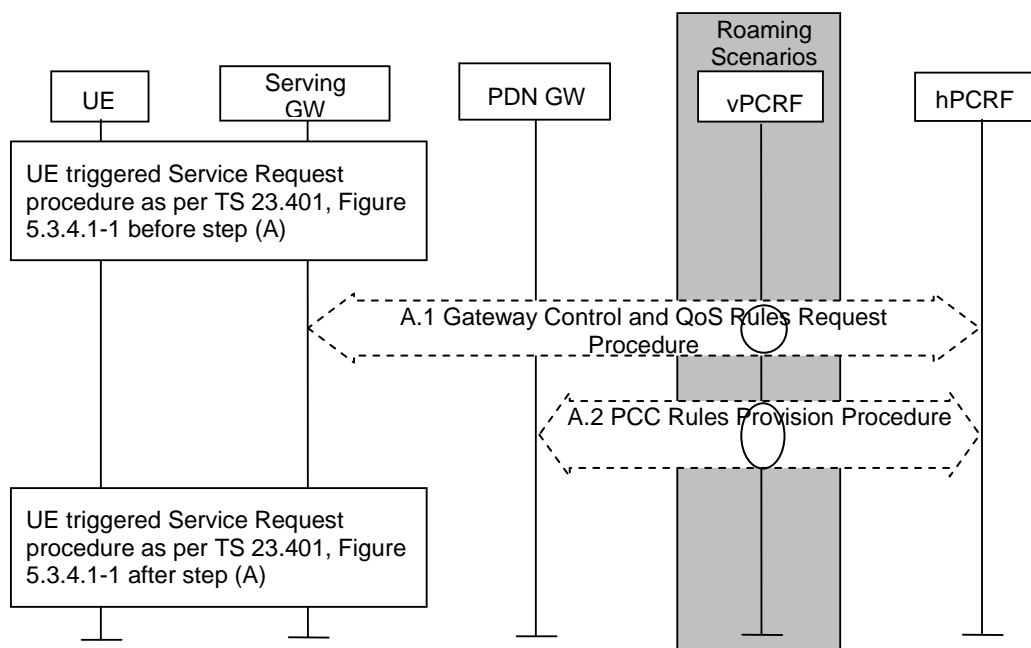 Roaming
Scenarios
UE
Serving
GW
PDN GW
vPCRF
hPCRF
UE triggered Service Request
procedure as per TS 23.401, Figure
5.3.4.1-1 before step (A)
A.1 Gateway Control and QoS Rules Request
Procedure
A.2 PCC Rules Provision Procedure
UE triggered Service Request
procedure as per TS 23.401, Figure
5.3.4.1-1 after step (A)